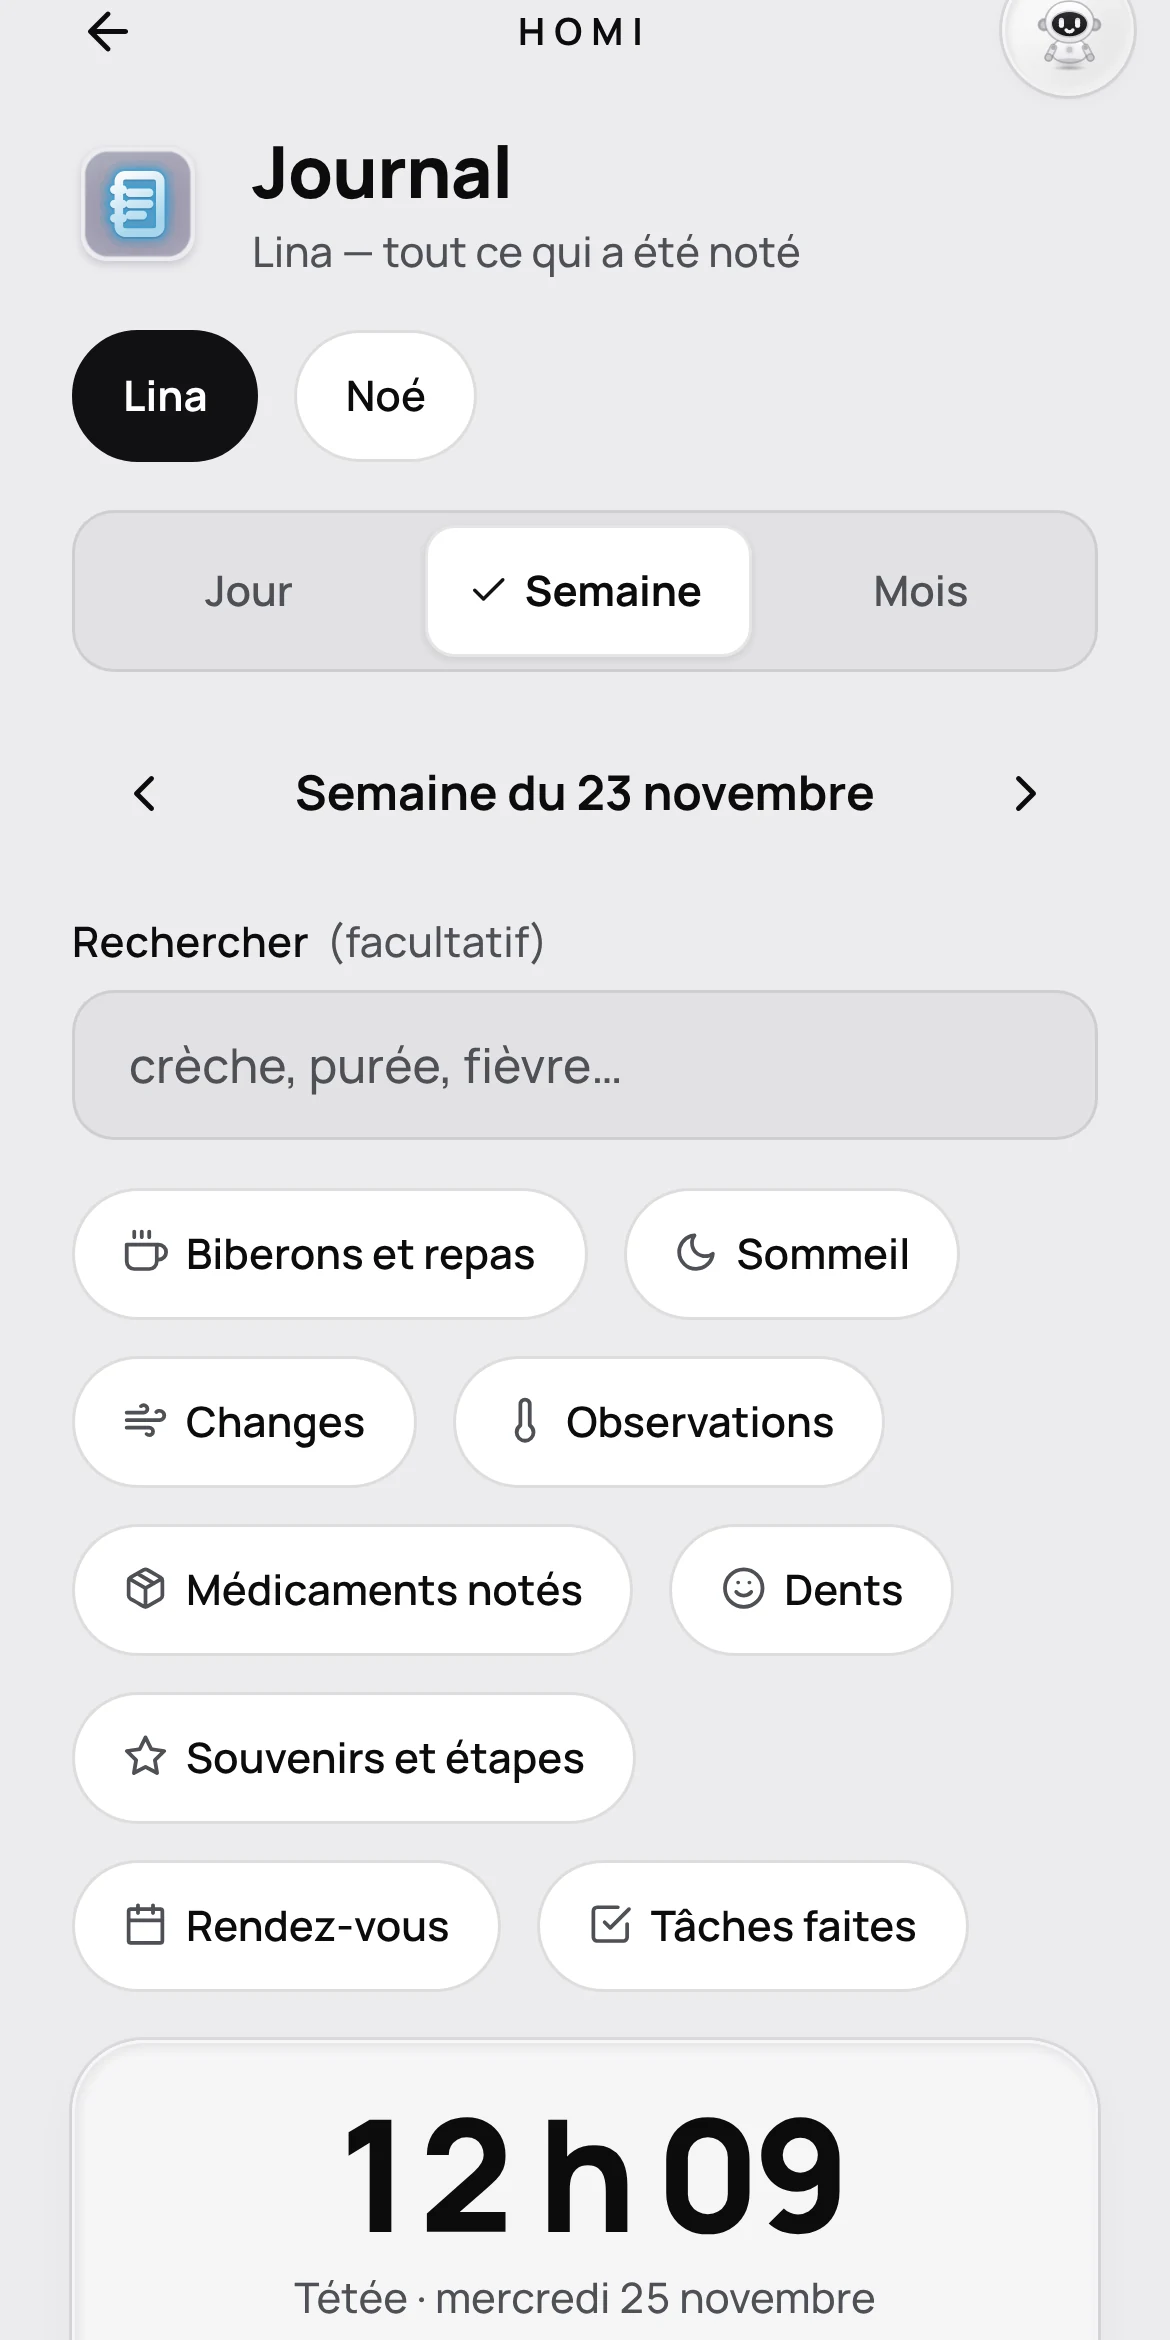 HOMI
Journal
Lina — tout ce qui a été noté
Lina
Noé
Jour
Semaine
Mois
Semaine du 23 novembre
Rechercher (facultatif)
crèche, purée, fièvre...
Biberons et repas
Sommeil
Changes
Observations
Médicaments notés
Dents
Souvenirs et étapes
Rendez-vous
Tâches faites
12 h 09
Tétée · mercredi 25 novembre